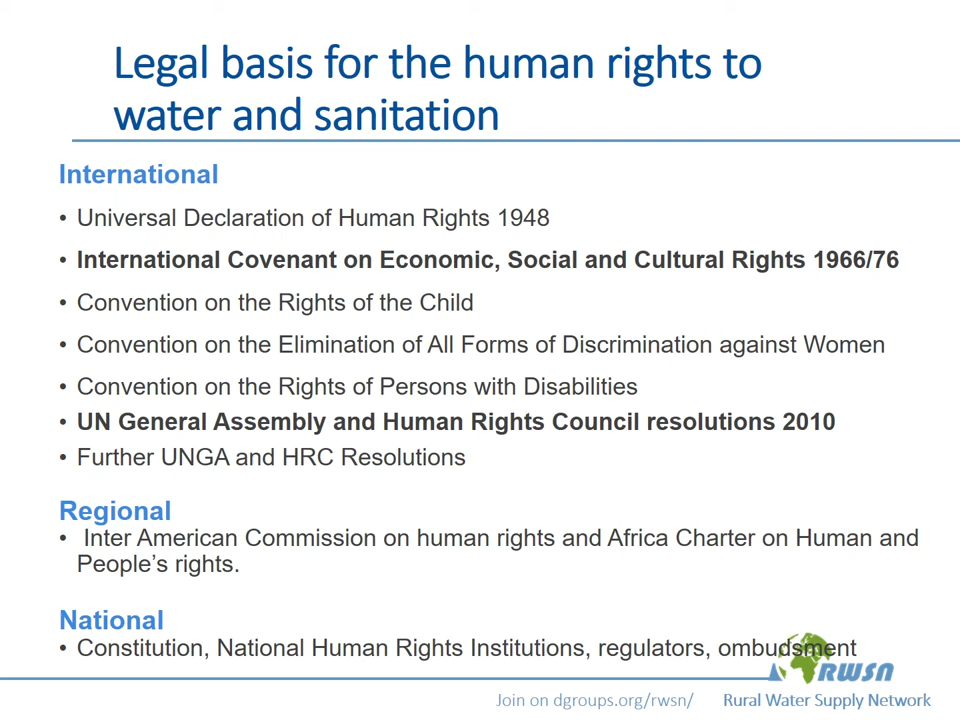 Legal basis for the human rights to
water and sanitation
International
• Universal Declaration of Human Rights 1948
• International Covenant on Economic, Social and Cultural Rights 1966/76
• Convention on the Rights of the Child
• Convention on the Elimination of All Forms of Discrimination against Women
• Convention on the Rights of Persons with Disabilities
• UN General Assembly and Human Rights Council resolutions 2010
• Further UNGA and HRC Resolutions
Regional
• Inter American Commission on human rights and Africa Charter on Human and
People’s rights.
National
• Constitution, National Human Rights Institutions, regulators, ombudsment
RWSN
Join on dgroups.org/rwsn/ Rural Water Supply Network